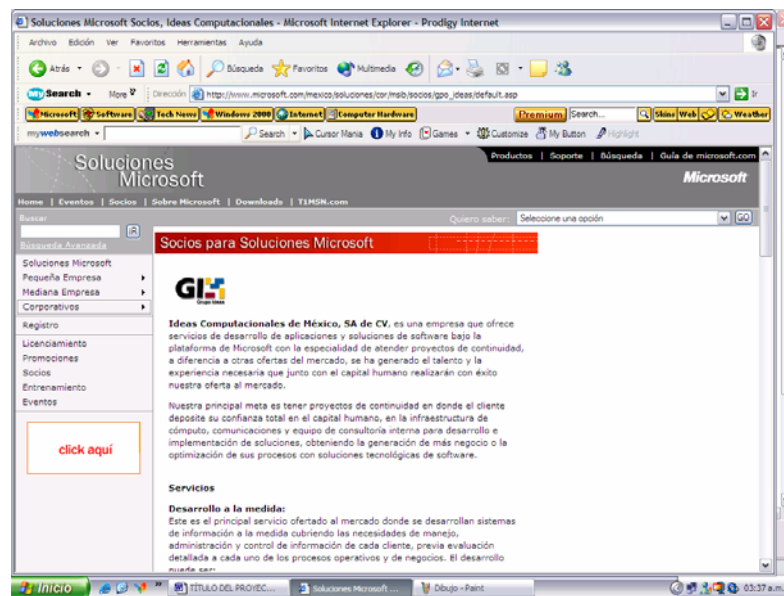 Soluciones Microsoft Socios, Ideas Computacionales - Microsoft Internet Explorer - Prodigy Internet
Archivo Edición Ver Favoritos Herramientas Ayuda
Atrás Búsqueda Favoritos Multimedia
my Search More Dirección http://www.microsoft.com/mexico/soluciones/cor/msib/socios/gpo_ideas/default.asp Ir
Microsoft Software Tech News Windows 2000 Internet Computer Hardware Premium Search... Skins Web Weather
mywebsearch Search Cursor Mania My Info Games Customize My Button Highlight
Productos | Soporte | Búsqueda | Guía de microsoft.com
Soluciones
Microsoft
Microsoft
Home | Eventos | Socios | Sobre Microsoft | Downloads | T1MSN.com
Buscar
Quiero saber: Seleccione una opción GO
IR
Búsqueda Avanzada
Socios para Soluciones Microsoft
Soluciones Microsoft
Pequeña Empresa
Mediana Empresa
Corporativos
Registro
Licenciamiento
Promociones
Socios
Entrenamiento
Eventos
click aquí
GI
Grupo Ideas
Ideas Computacionales de México, SA de CV, es una empresa que ofrece
servicios de desarrollo de aplicaciones y soluciones de software bajo la
plataforma de Microsoft con la especialidad de atender proyectos de continuidad,
a diferencia a otras ofertas del mercado, se ha generado el talento y la
experiencia necesaria que junto con el capital humano realizarán con éxito
nuestra oferta al mercado.
Nuestra principal meta es tener proyectos de continuidad en donde el cliente
deposite su confianza total en el capital humano, en la infraestructura de
cómputo, comunicaciones y equipo de consultoría interna para desarrollo e
implementación de soluciones, obteniendo la generación de más negocio o la
optimización de sus procesos con soluciones tecnológicas de software.
Servicios
Desarrollo a la medida:
Este es el principal servicio ofertado al mercado donde se desarrollan sistemas
de información a la medida cubriendo las necesidades de manejo,
administración y control de información de cada cliente, previa evaluación
detallada a cada uno de los procesos operativos y de negocios. El desarrollo
puede ser:
Inicio TÍTULO DEL PROYEC... Soluciones Microsoft ... Dibujo - Paint 03:37 a.m.